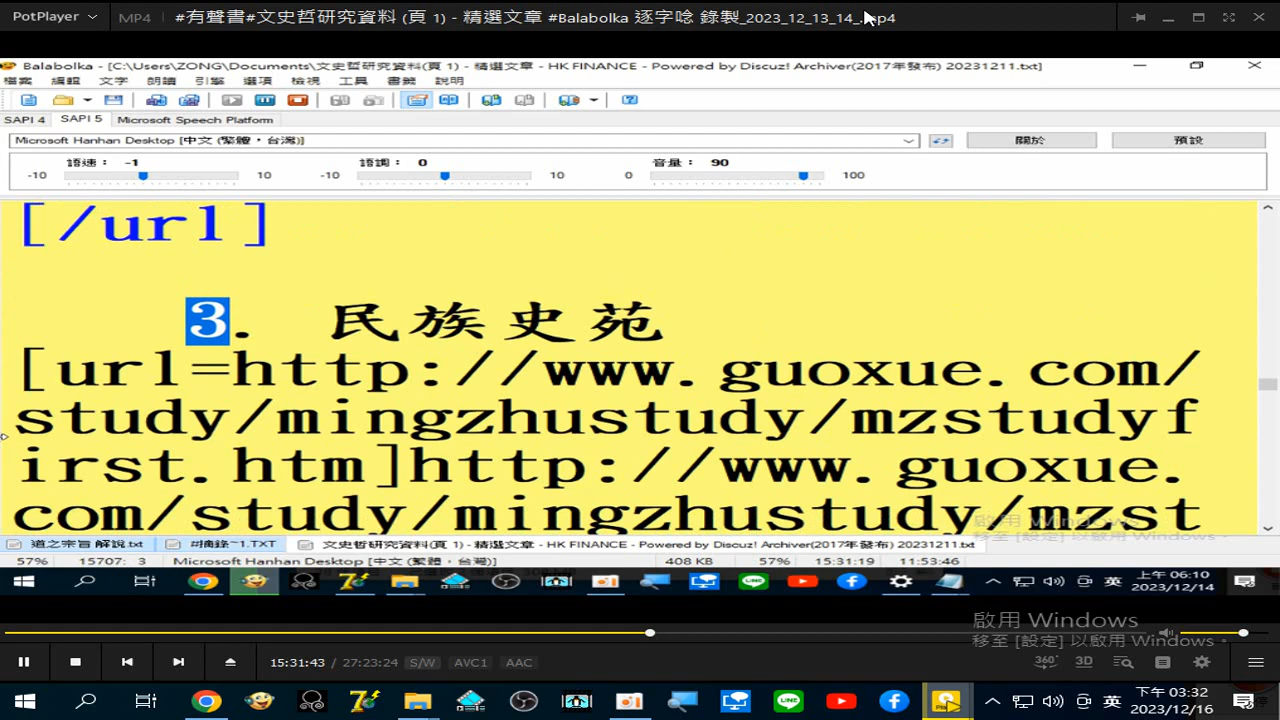 PotPlayer MP4 #有聲書#文史哲研究資料 (頁 1) - 精選文章 #Balabolka 逐字唸 錄製_2023_12_13_14_.mp4
Balabolka - [C:\Users\ZONG\Documents\文史哲研究資料(頁 1) - 精選文章 - HK FINANCE - Powered by Discuz! Archiver(2017年發布) 20231211.txt]
檔案 編輯 文字 朗讀 引擎 選項 檢視 工具 書籤 說明
SAPI 4 SAPI 5 Microsoft Speech Platform
Microsoft Hanhan Desktop [中文 (繁體，台灣)] 關於 預設
語速： -1 語調： 0 音量： 90
-10 10 -10 10 0 100
[/url]
3. 民族史苑
[url=http://www.guoxue.com/
study/mingzhustudy/mzstudyf
irst.htm]http://www.guoxue.
com/study/mingzhustudy/mzst
啟用 Windows
移至 [設定] 以啟用 Windows。
道之宗旨 解說.txt #摘錄~1.TXT 文史哲研究資料(頁 1) - 精選文章 - HK FINANCE - Powered by Discuz! Archiver(2017年發布) 20231211.txt
57% 15707: 3 Microsoft Hanhan Desktop [中文 (繁體，台灣)] 408 KB 57% 15:31:19 11:53:46
英 上午 06:10
2023/12/14
啟用 Windows
移至 [設定] 以啟用 Windows。
15:31:43 / 27:23:24 S/W AVC1 AAC 360° 3D
英 下午 03:32
2023/12/16